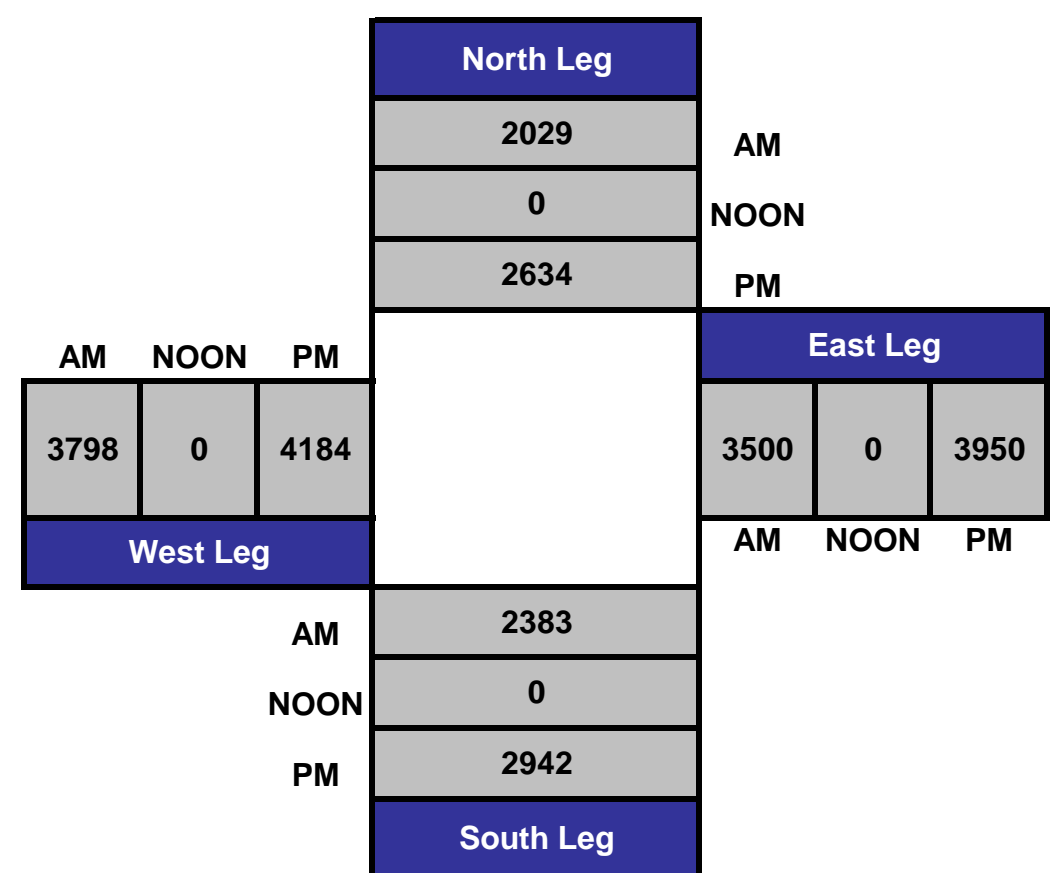 North Leg
2029
AM
0
NOON
2634
PM
East Leg
AM NOON PM
3798 0 4184
3500 0 3950
West Leg
AM NOON PM
2383
AM
0
NOON
2942
PM
South Leg